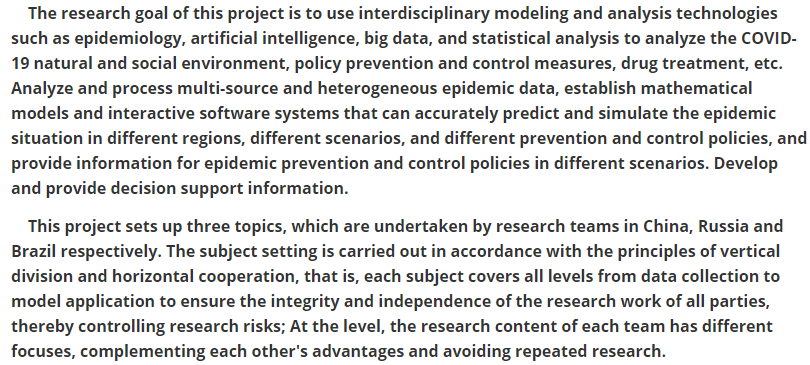 The research goal of this project is to use interdisciplinary modeling and analysis technologies
such as epidemiology, artificial intelligence, big data, and statistical analysis to analyze the COVID-
19 natural and social environment, policy prevention and control measures, drug treatment, etc.
Analyze and process multi-source and heterogeneous epidemic data, establish mathematical
models and interactive software systems that can accurately predict and simulate the epidemic
situation in different regions, different scenarios, and different prevention and control policies, and
provide information for epidemic prevention and control policies in different scenarios. Develop
and provide decision support information.
This project sets up three topics, which are undertaken by research teams in China, Russia and
Brazil respectively. The subject setting is carried out in accordance with the principles of vertical
division and horizontal cooperation, that is, each subject covers all levels from data collection to
model application to ensure the integrity and independence of the research work of all parties,
thereby controlling research risks; At the level, the research content of each team has different
focuses, complementing each other's advantages and avoiding repeated research.